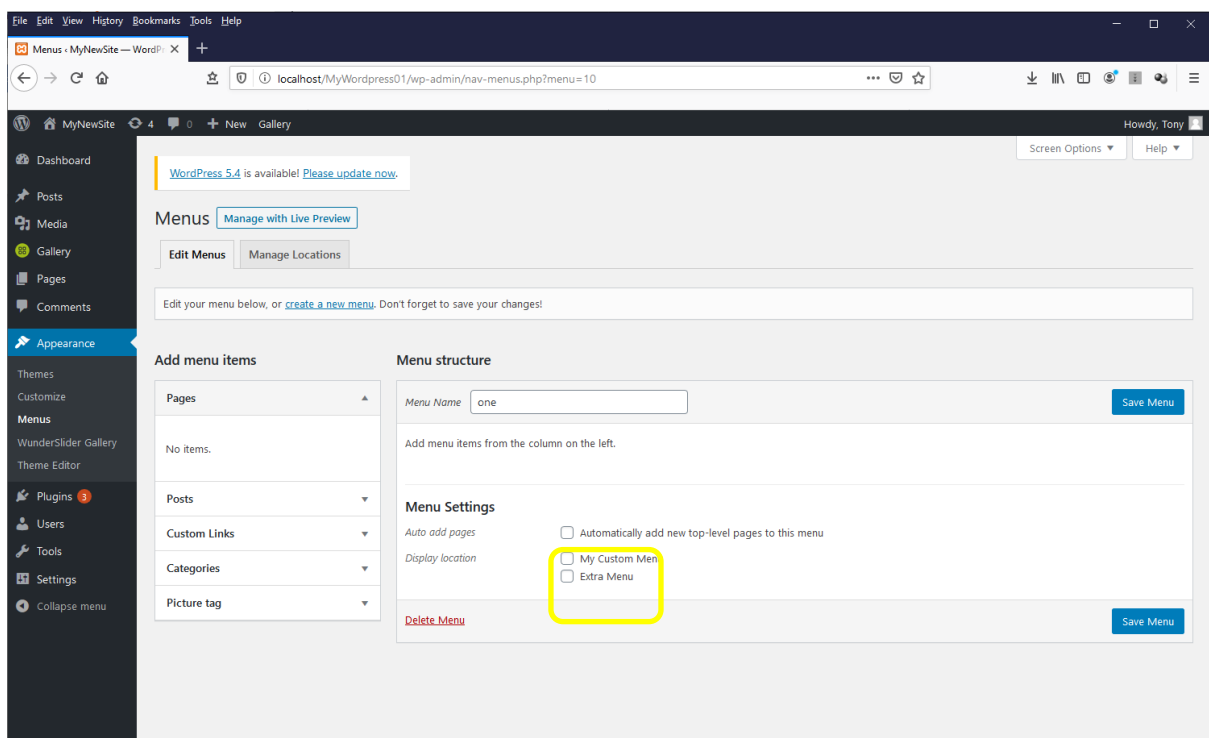 File Edit View History Bookmarks Tools Help
Menus ‹ MyNewSite — WordPr
localhost/MyWordpress01/wp-admin/nav-menus.php?menu=10
MyNewSite 4 0 + New Gallery Howdy, Tony
Screen Options ▼ Help ▼
Dashboard
Posts
Media
Gallery
Pages
Comments
Appearance
Themes
Customize
Menus
WunderSlider Gallery
Theme Editor
Plugins 3
Users
Tools
Settings
Collapse menu
WordPress 5.4 is available! Please update now.
Menus Manage with Live Preview
Edit Menus Manage Locations
Edit your menu below, or create a new menu. Don't forget to save your changes!
Add menu items
Pages
No items.
Posts
Custom Links
Categories
Picture tag
Menu structure
Menu Name one Save Menu
Add menu items from the column on the left.
Menu Settings
Auto add pages Automatically add new top-level pages to this menu
Display location My Custom Men
Extra Menu
Delete Menu Save Menu